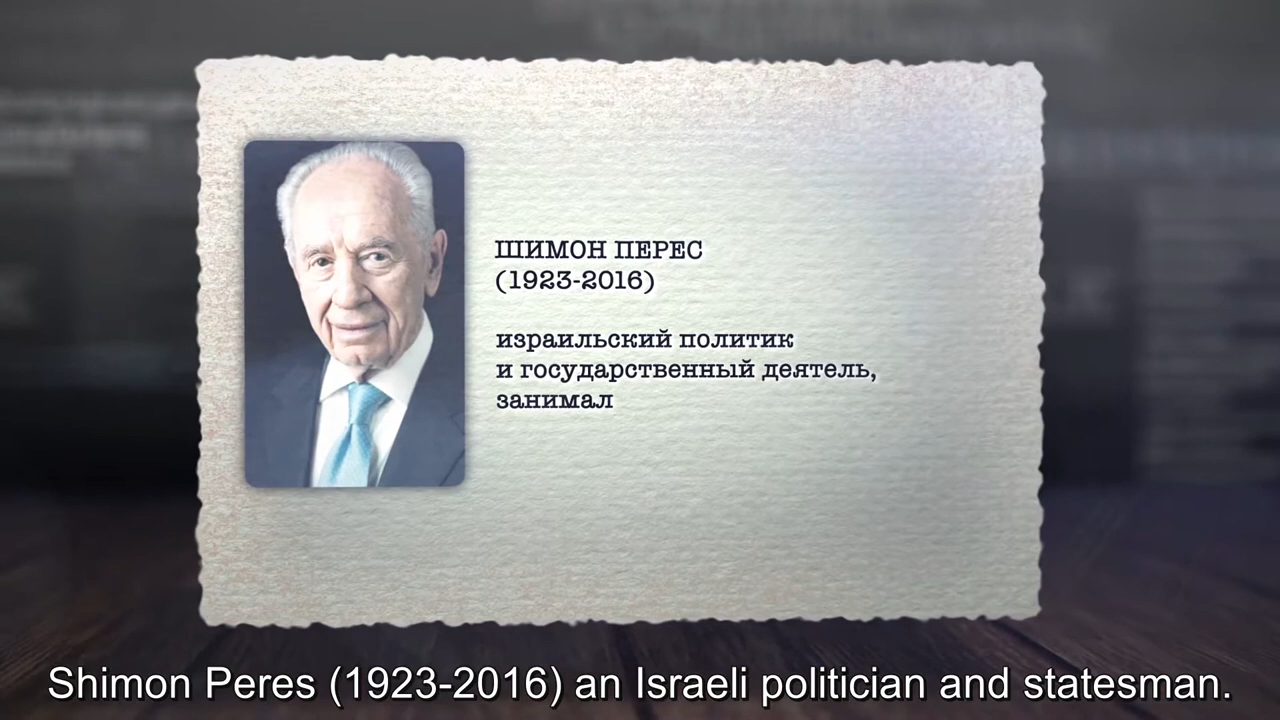 ШИМОН ПЕРЕС
(1923-2016)
израильский политик
и государственный деятель,
занимал
Shimon Peres (1923-2016) an Israeli politician and statesman.